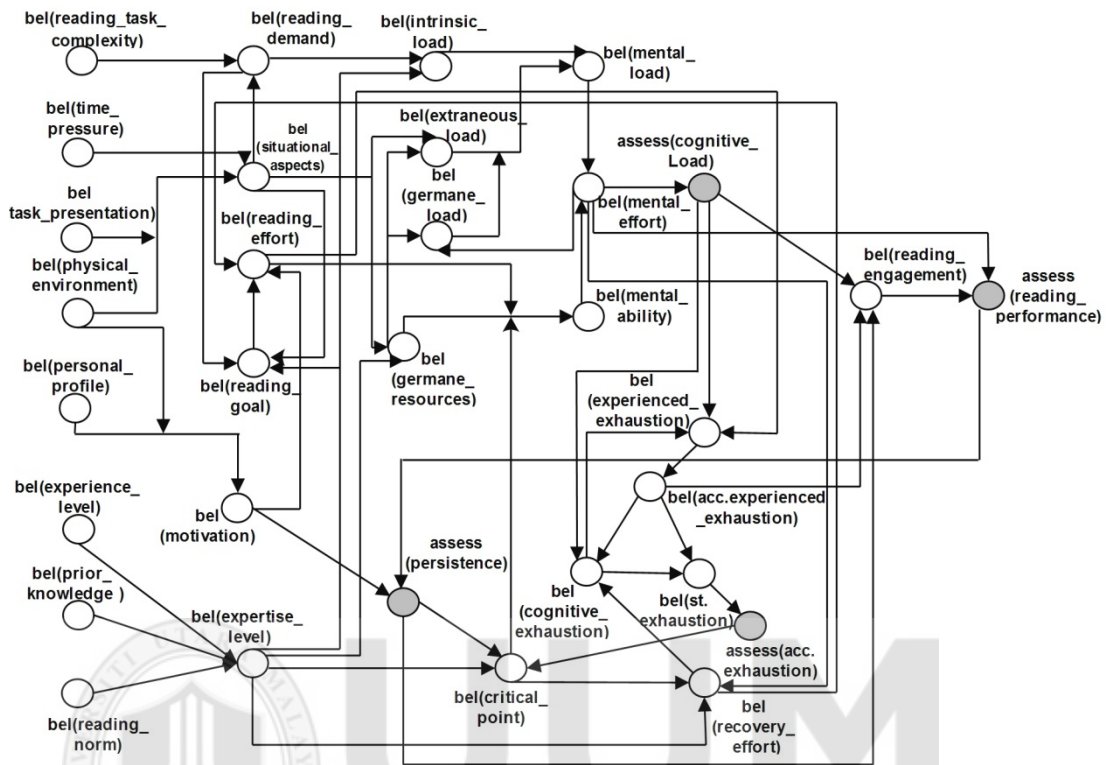 bel(reading_task_
complexity)
bel(reading_
demand)
bel(intrinsic_
load)
bel(mental_
load)
bel(time_
pressure)
bel
(situational_
aspects)
bel(extraneous_
load)
assess(cognitive_
Load)
bel
task_presentation)
bel(reading_
effort)
bel
(germane_
load)
bel(mental_
effort)
bel(physical_
environment)
bel(reading_
engagement)
assess
(reading_
performance)
bel(mental_
ability)
bel(personal_
profile)
bel(reading_
goal)
bel
(germane_
resources)
bel
(experienced_
exhaustion)
bel(experience_
level)
bel
(motivation)
bel(acc.experienced
_exhaustion)
assess
(persistence)
bel(prior_
knowledge )
bel
(cognitive_
exhaustion)
bel(st.
exhaustion)
bel(expertise_
level)
assess(acc.
exhaustion)
bel(reading_
norm)
bel(critical_
point)
bel
(recovery_
effort)
UUM